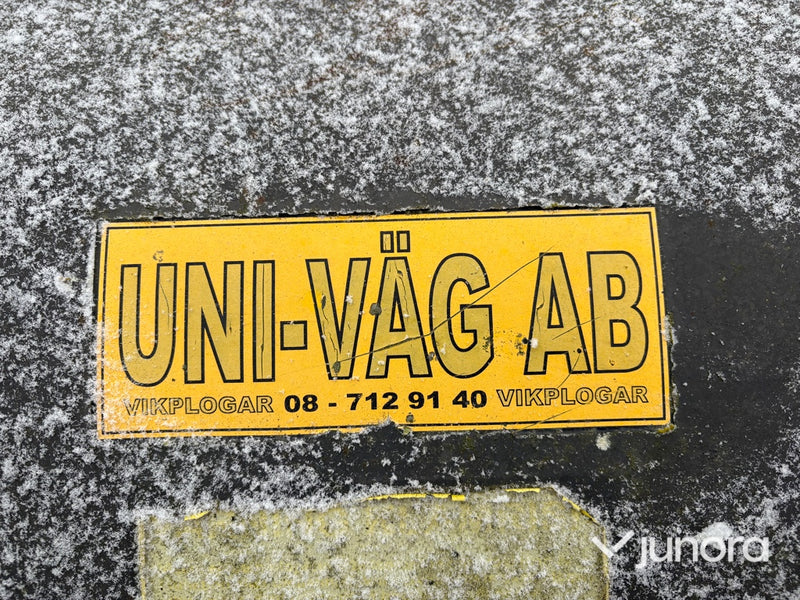 UNI-VÄG AB
VIKPLOGAR 08 - 712 91 40 VIKPLOGAR
junora